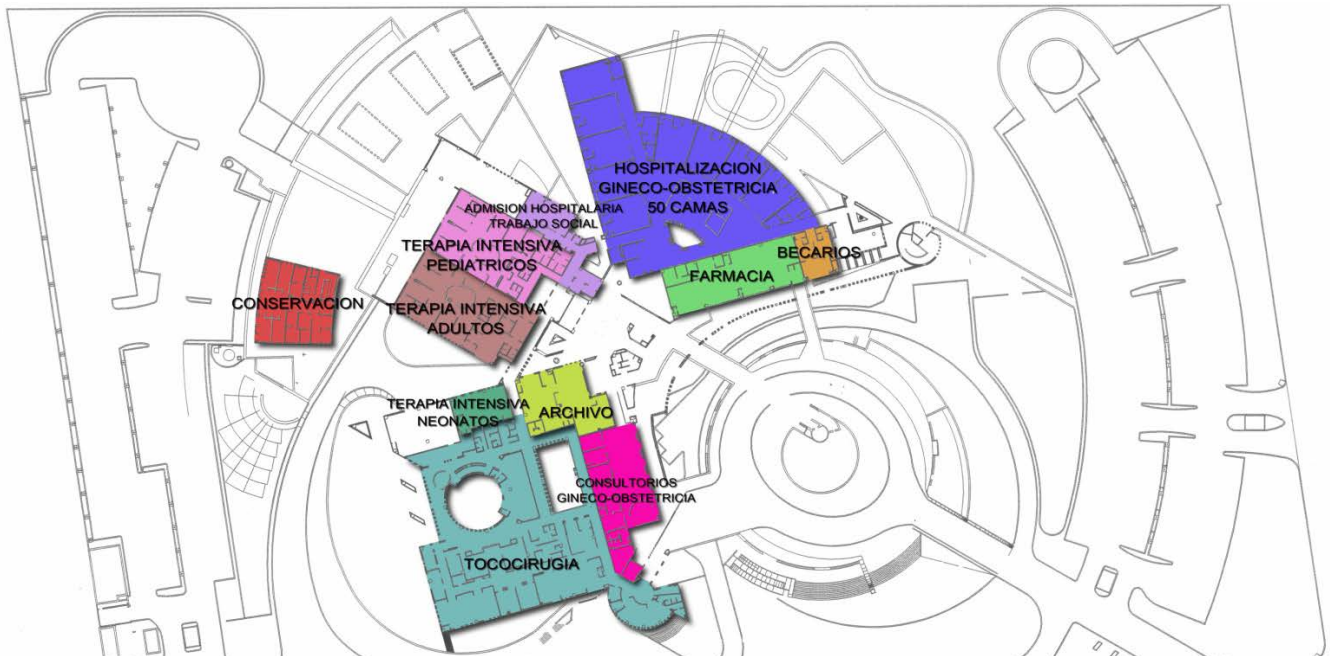 HOSPITALIZACION
GINECO-OBSTETRICIA
50 CAMAS
ADMISION HOSPITALARIA
TRABAJO SOCIAL
TERAPIA INTENSIVA
PEDIATRICOS
BECARIOS
FARMACIA
CONSERVACION
TERAPIA INTENSIVA
ADULTOS
TERAPIA INTENSIVA
NEONATOS
ARCHIVO
CONSULTORIOS
GINECO-OBSTETRICIA
TOCOCIRUGIA